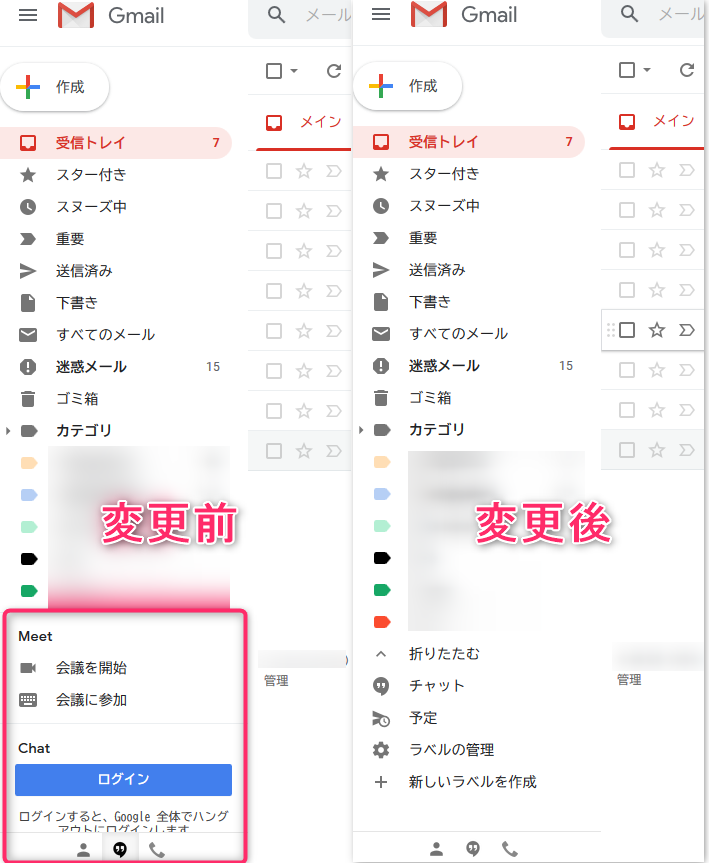 Gmail
メール
作成
メイン
受信トレイ 7
スター付き
スヌーズ中
重要
送信済み
下書き
すべてのメール
迷惑メール 15
ゴミ箱
カテゴリ
変更前
Meet
会議を開始
会議に参加
管理
Chat
ログイン
ログインすると、Google 全体でハング
アウトにログインします
Gmail
メール
作成
メイン
受信トレイ 7
スター付き
スヌーズ中
重要
送信済み
下書き
すべてのメール
迷惑メール 15
ゴミ箱
カテゴリ
変更後
折りたたむ
管理
チャット
予定
ラベルの管理
新しいラベルを作成